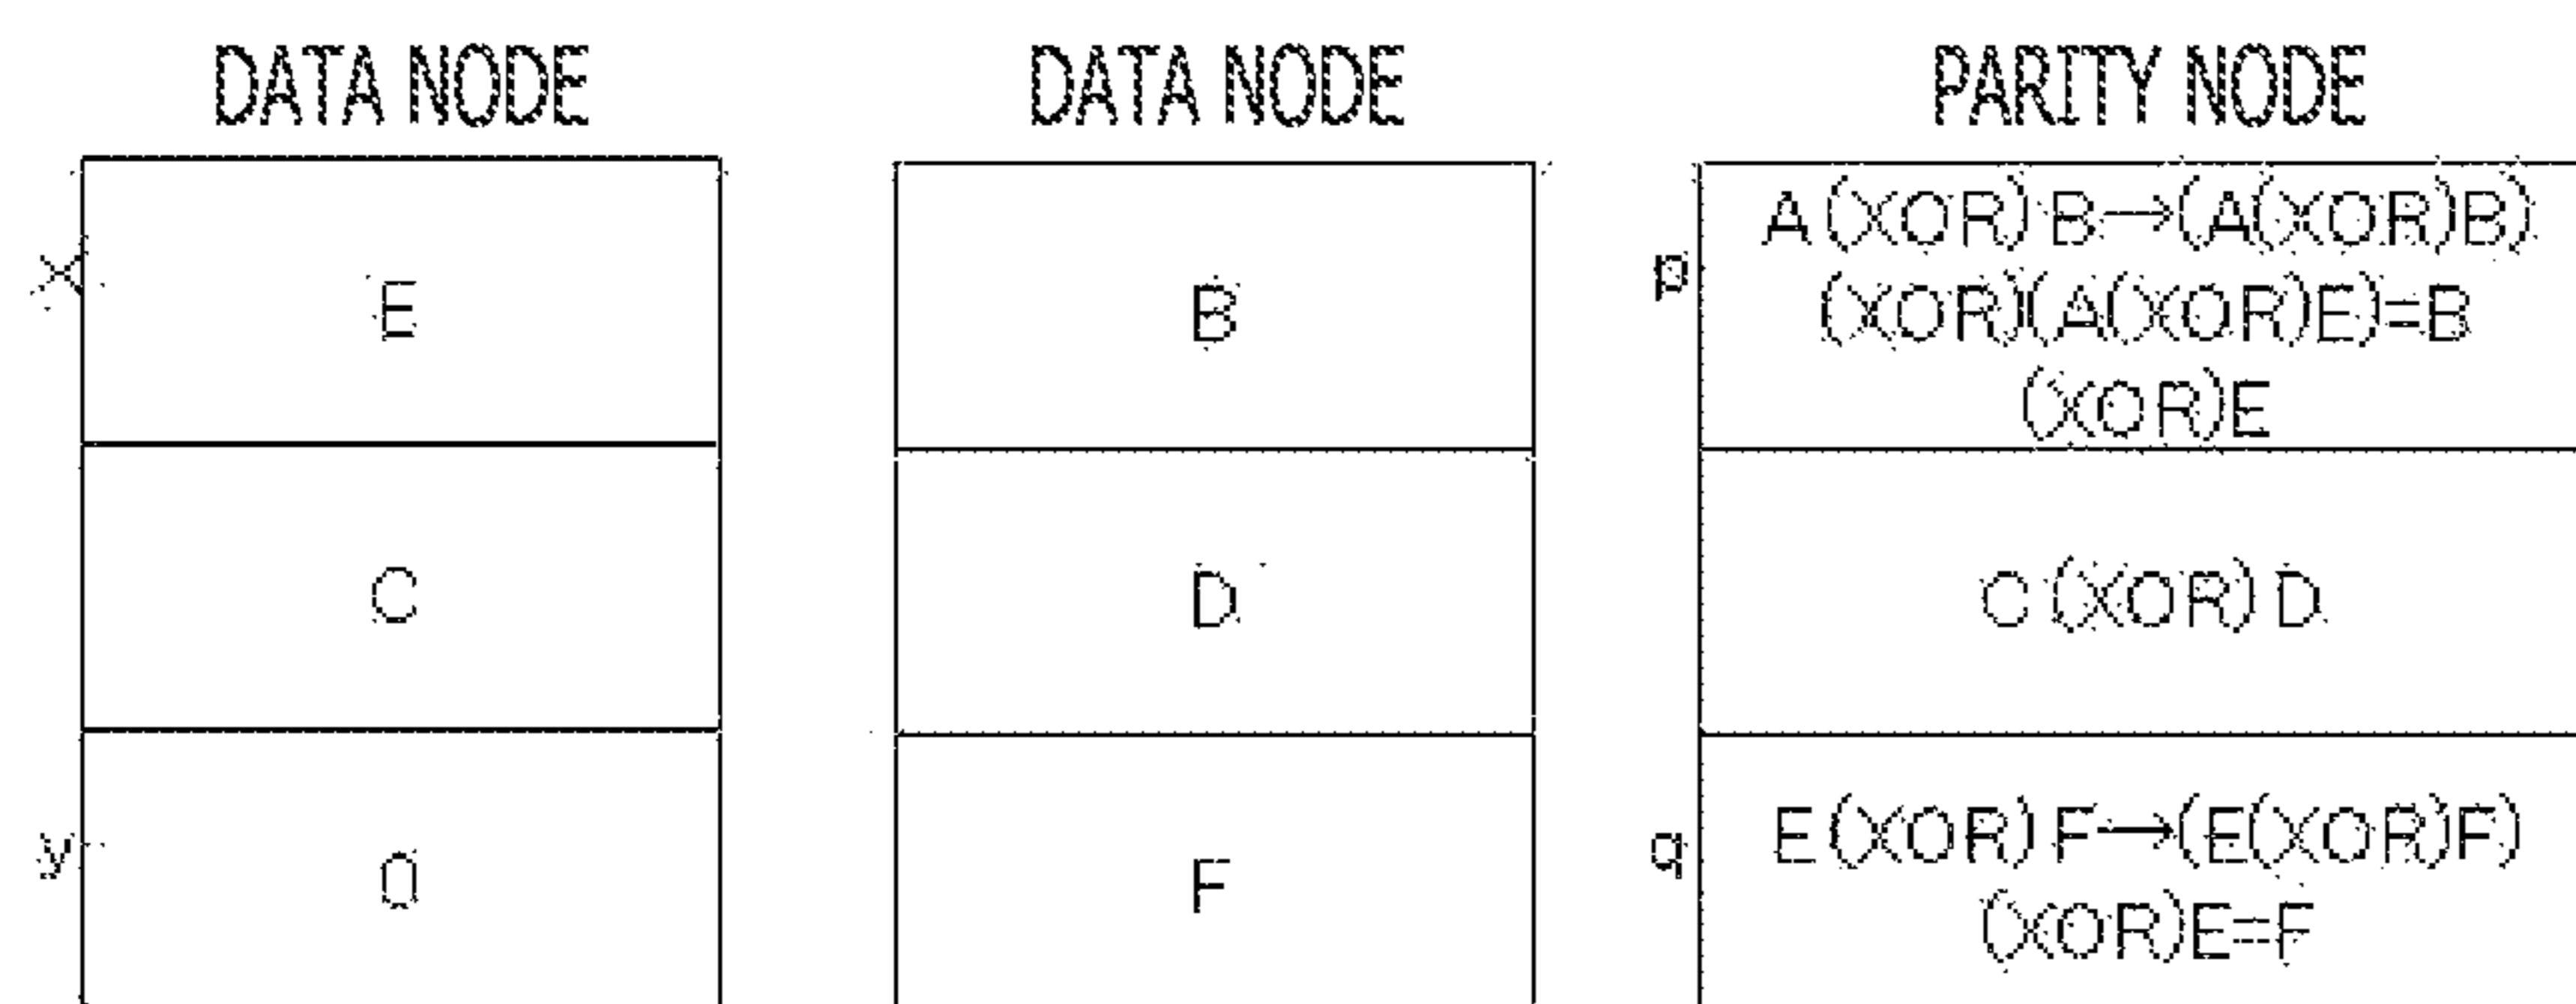 DATA NODE
DATA NODE
PARITY NODE
X
E
B
p
A(XOR)B→(A(XOR)B)
(XOR)(A(XOR)E)=B
(XOR)E
C
D
C(XOR)D
y
0
F
q
E(XOR)F→(E(XOR)F)
(XOR)E=F